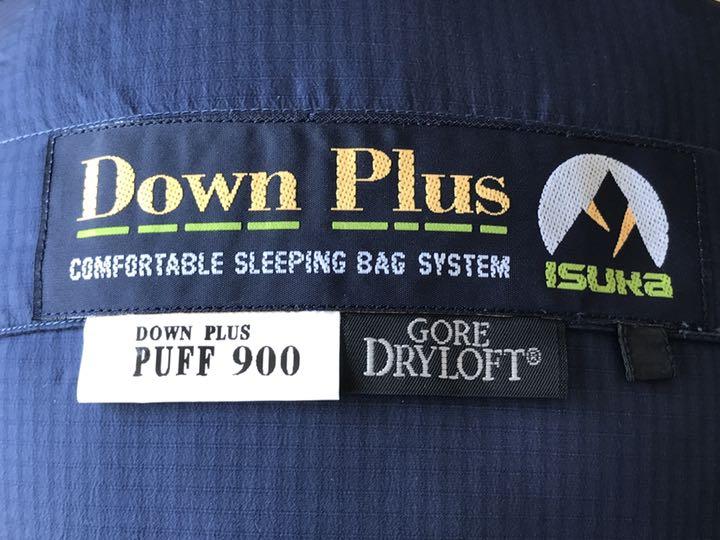 Down Plus
COMFORTABLE SLEEPING BAG SYSTEM
ISUKA
DOWN PLUS
PUFF 900
GORE
DRYLOFT®